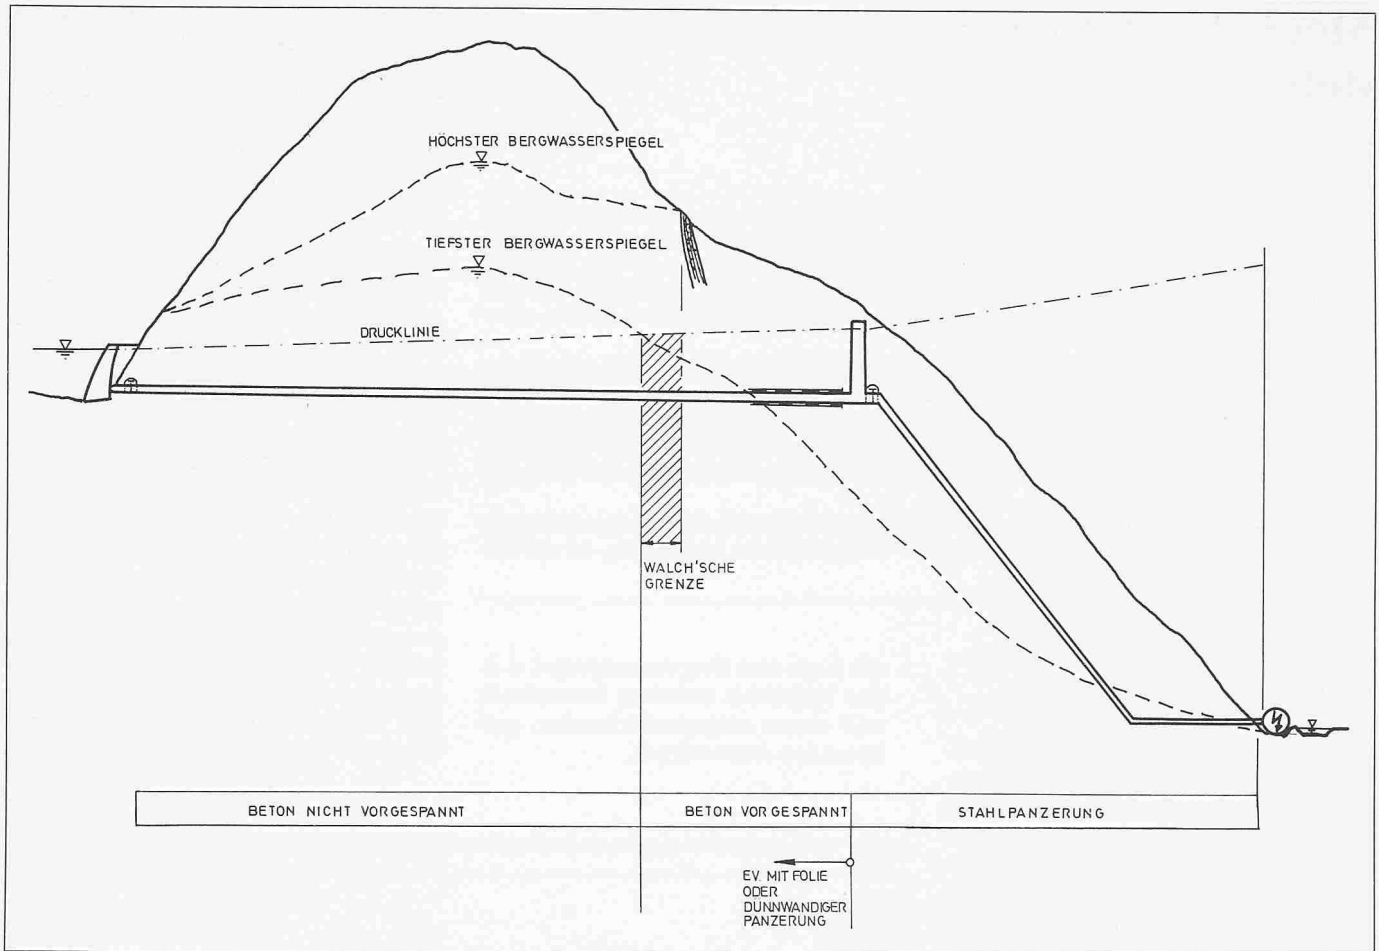 HÖCHSTER BERGWASSERSPIEGEL
TIEFSTER BERGWASSERSPIEGEL
DRUCKLINIE
WALCH'SCHE
GRENZE
BETON NICHT VORGESPANNT
BETON VORGESPANNT
STAHLPANZERUNG
EV. MIT FOLIE
ODER
DÜNNWANDIGER
PANZERUNG